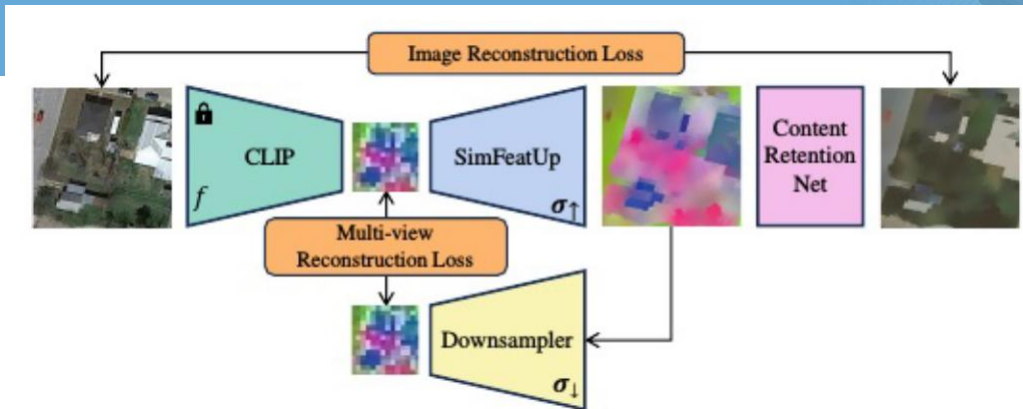 Image Reconstruction Loss
CLIP
f
SimFeatUp
σ↑
Content
Retention
Net
Multi-view
Reconstruction Loss
Downsampler
σ↓